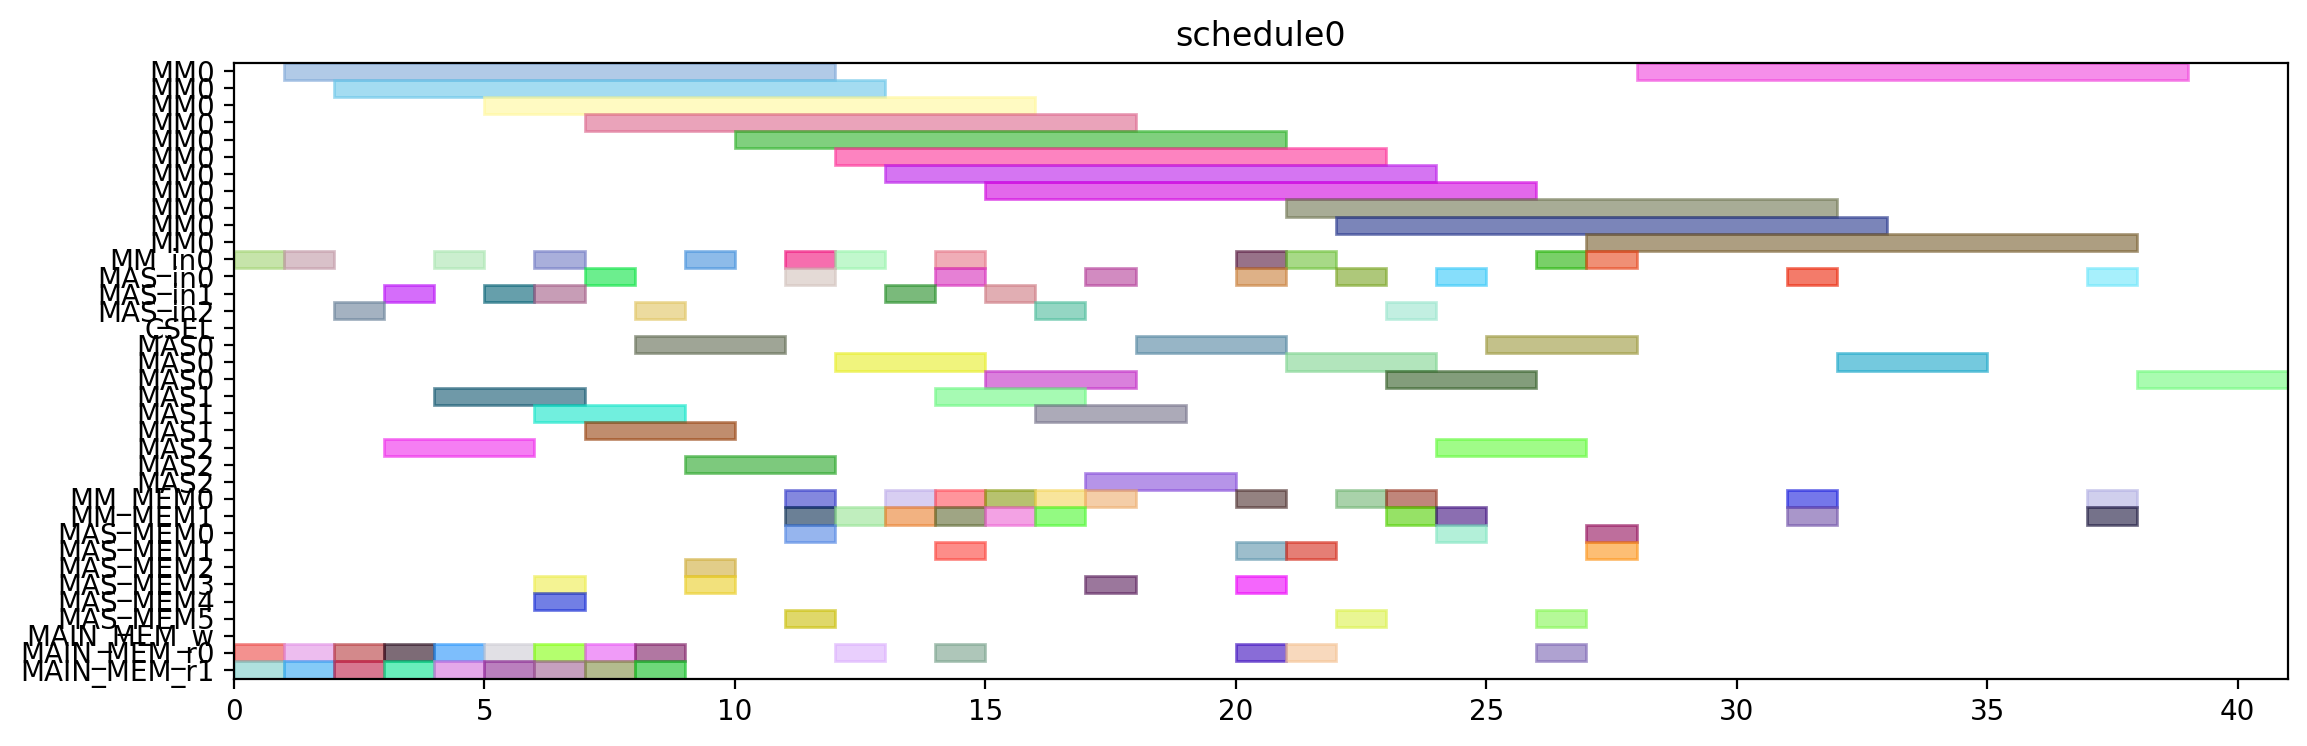 schedule0
MM0
MM0
MM0
MM0
MM0
MM0
MM0
MM0
MM0
MM0
MM0
MM_in0
MAS_in0
MAS_in1
MAS_in2
CSEL
MAS0
MAS0
MAS0
MAS1
MAS1
MAS1
MAS2
MAS2
MAS2
MM_MEM0
MM_MEM1
MAS_MEM0
MAS_MEM1
MAS_MEM2
MAS_MEM3
MAS_MEM4
MAS_MEM5
MAIN_MEM_w
MAIN_MEM_r0
MAIN_MEM_r1
0 5 10 15 20 25 30 35 40